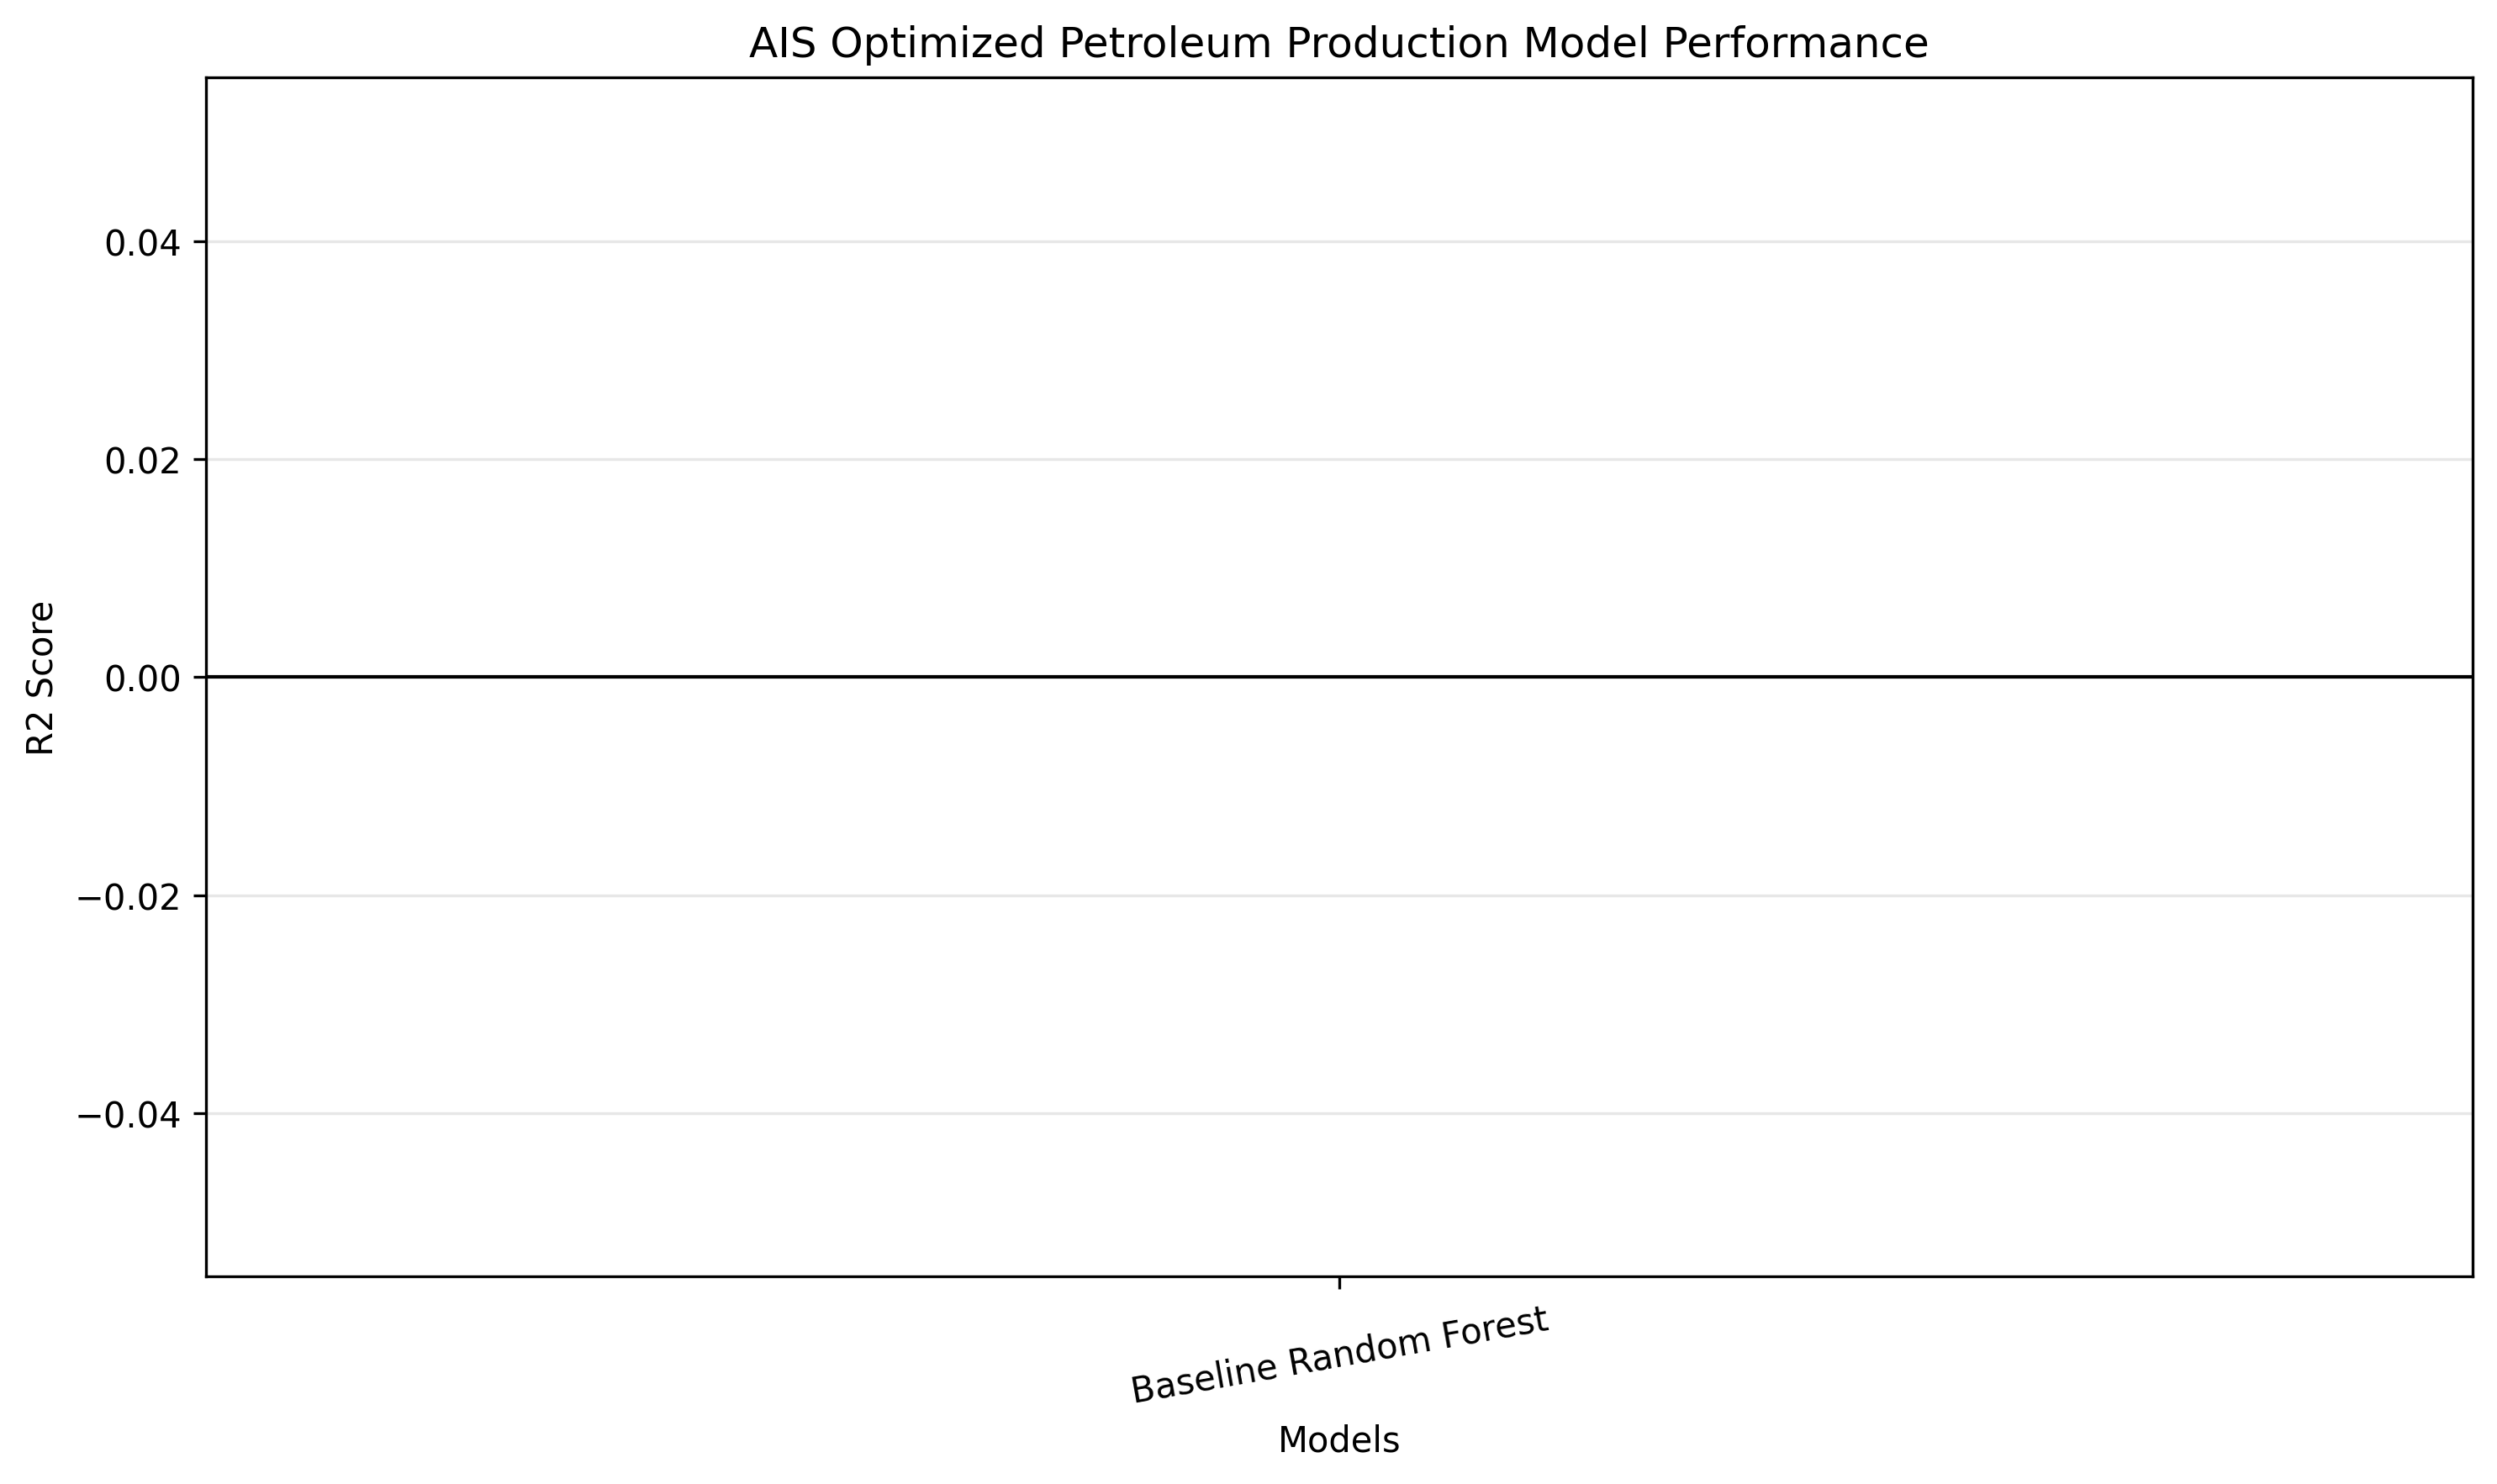 AIS Optimized Petroleum Production Model Performance
R2 Score
0.04
0.02
0.00
−0.02
−0.04
Baseline Random Forest
Models